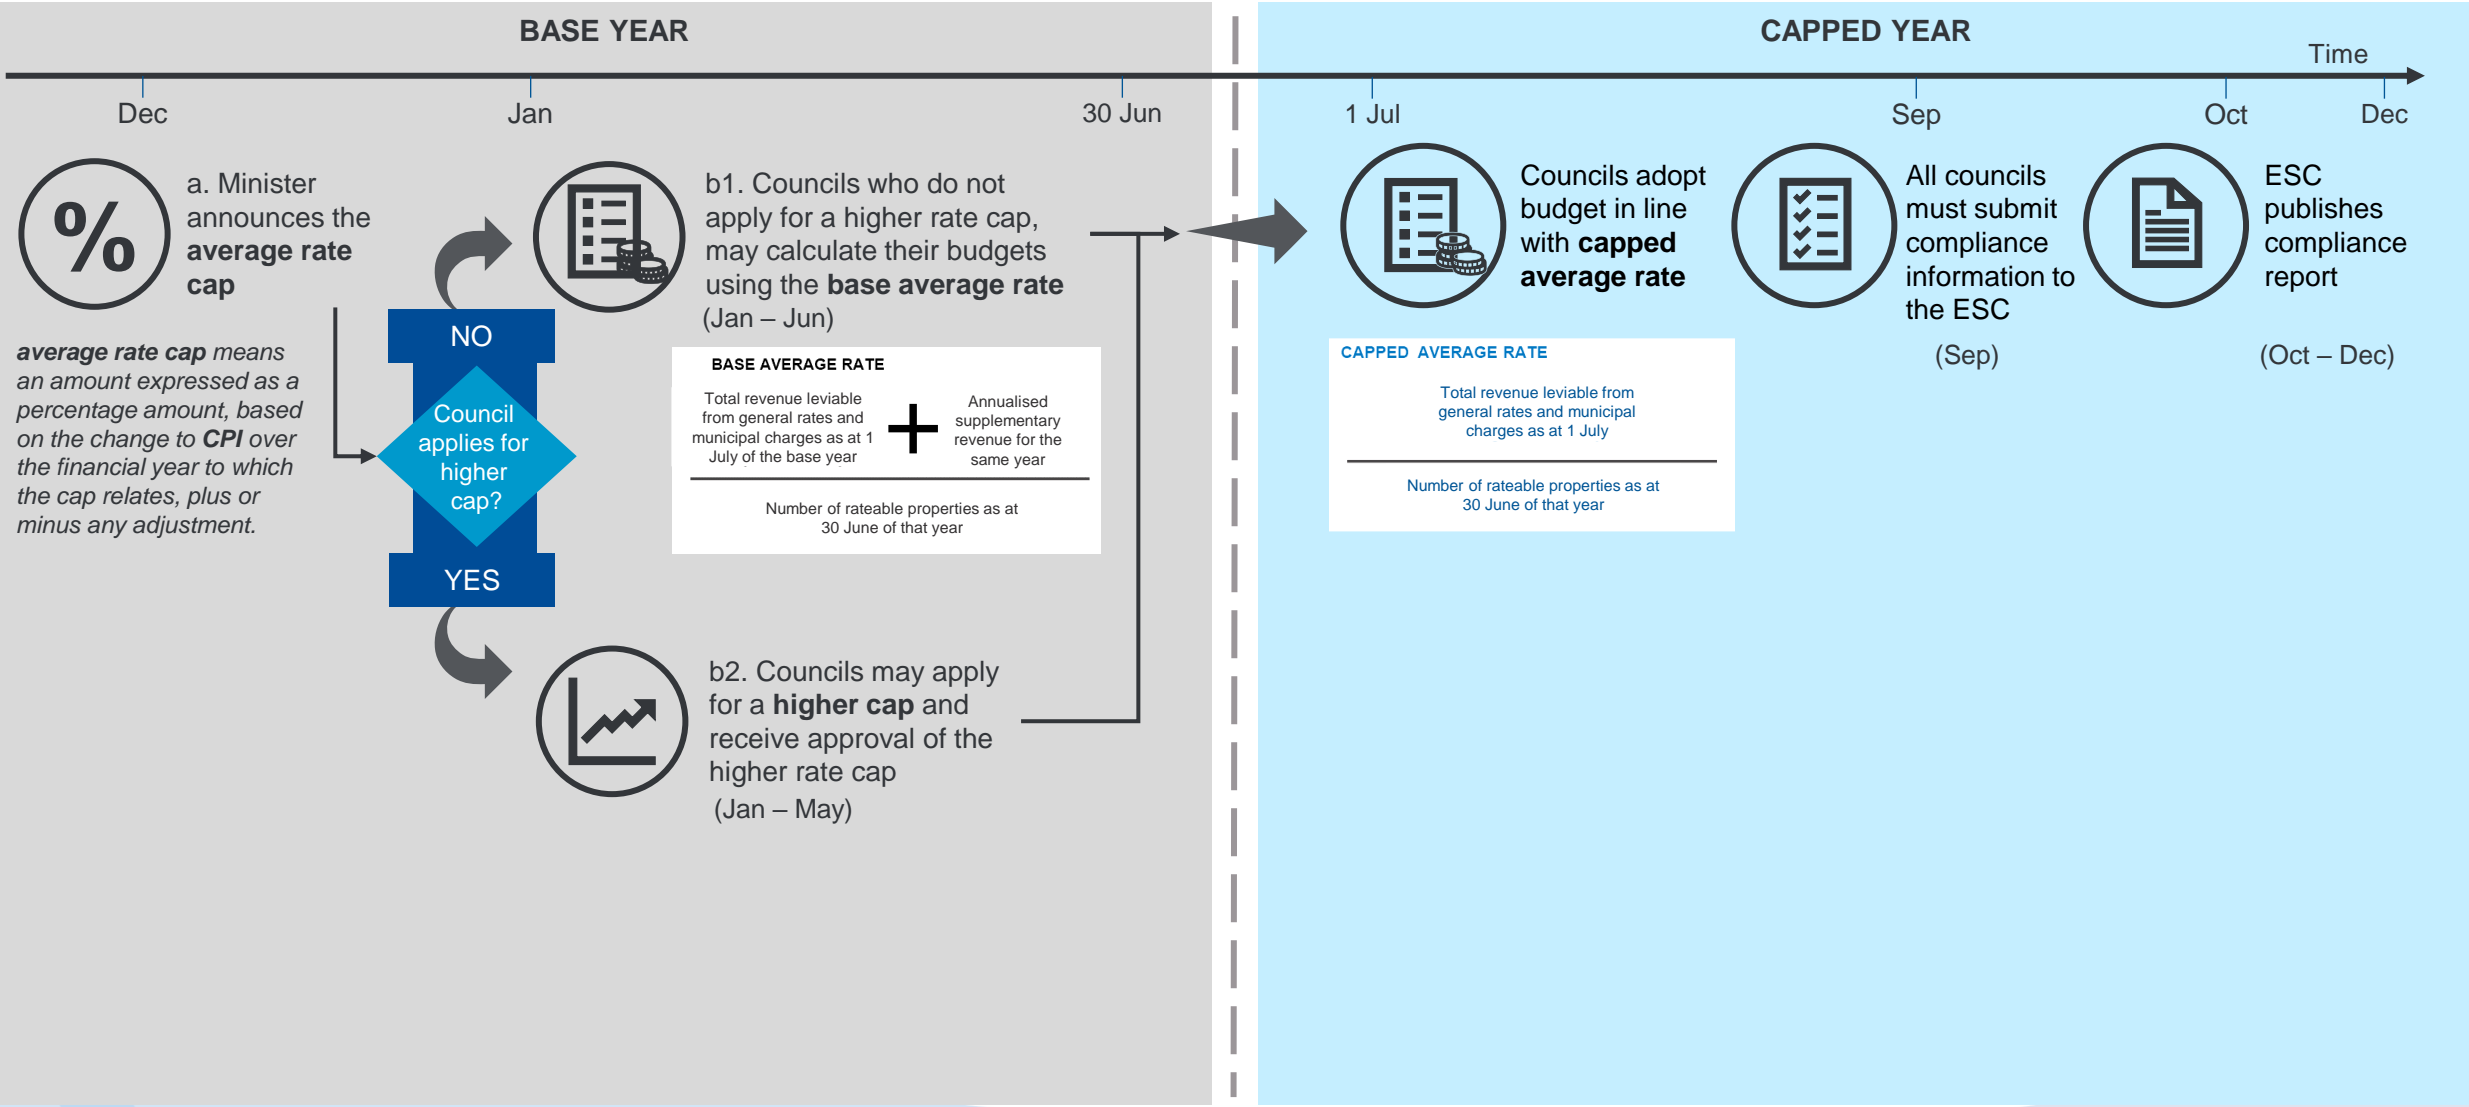 BASE YEAR
CAPPED YEAR
Time
Dec
Jan
30 Jun
1 Jul
Sep
Oct
Dec
%
a. Minister
announces the
average rate
cap
average rate cap means
an amount expressed as a
percentage amount, based
on the change to CPI over
the financial year to which
the cap relates, plus or
minus any adjustment.
NO
Council
applies for
higher
cap?
YES
b1. Councils who do not
apply for a higher rate cap,
may calculate their budgets
using the base average rate
(Jan – Jun)
BASE AVERAGE RATE
Total revenue leviable
from general rates and
municipal charges as at 1
July of the base year
+
Annualised
supplementary
revenue for the
same year
Number of rateable properties as at
30 June of that year
b2. Councils may apply
for a higher cap and
receive approval of the
higher rate cap
(Jan – May)
Councils adopt
budget in line
with capped
average rate
CAPPED AVERAGE RATE
Total revenue leviable from
general rates and municipal
charges as at 1 July
Number of rateable properties as at
30 June of that year
All councils
must submit
compliance
information to
the ESC
(Sep)
ESC
publishes
compliance
report
(Oct – Dec)